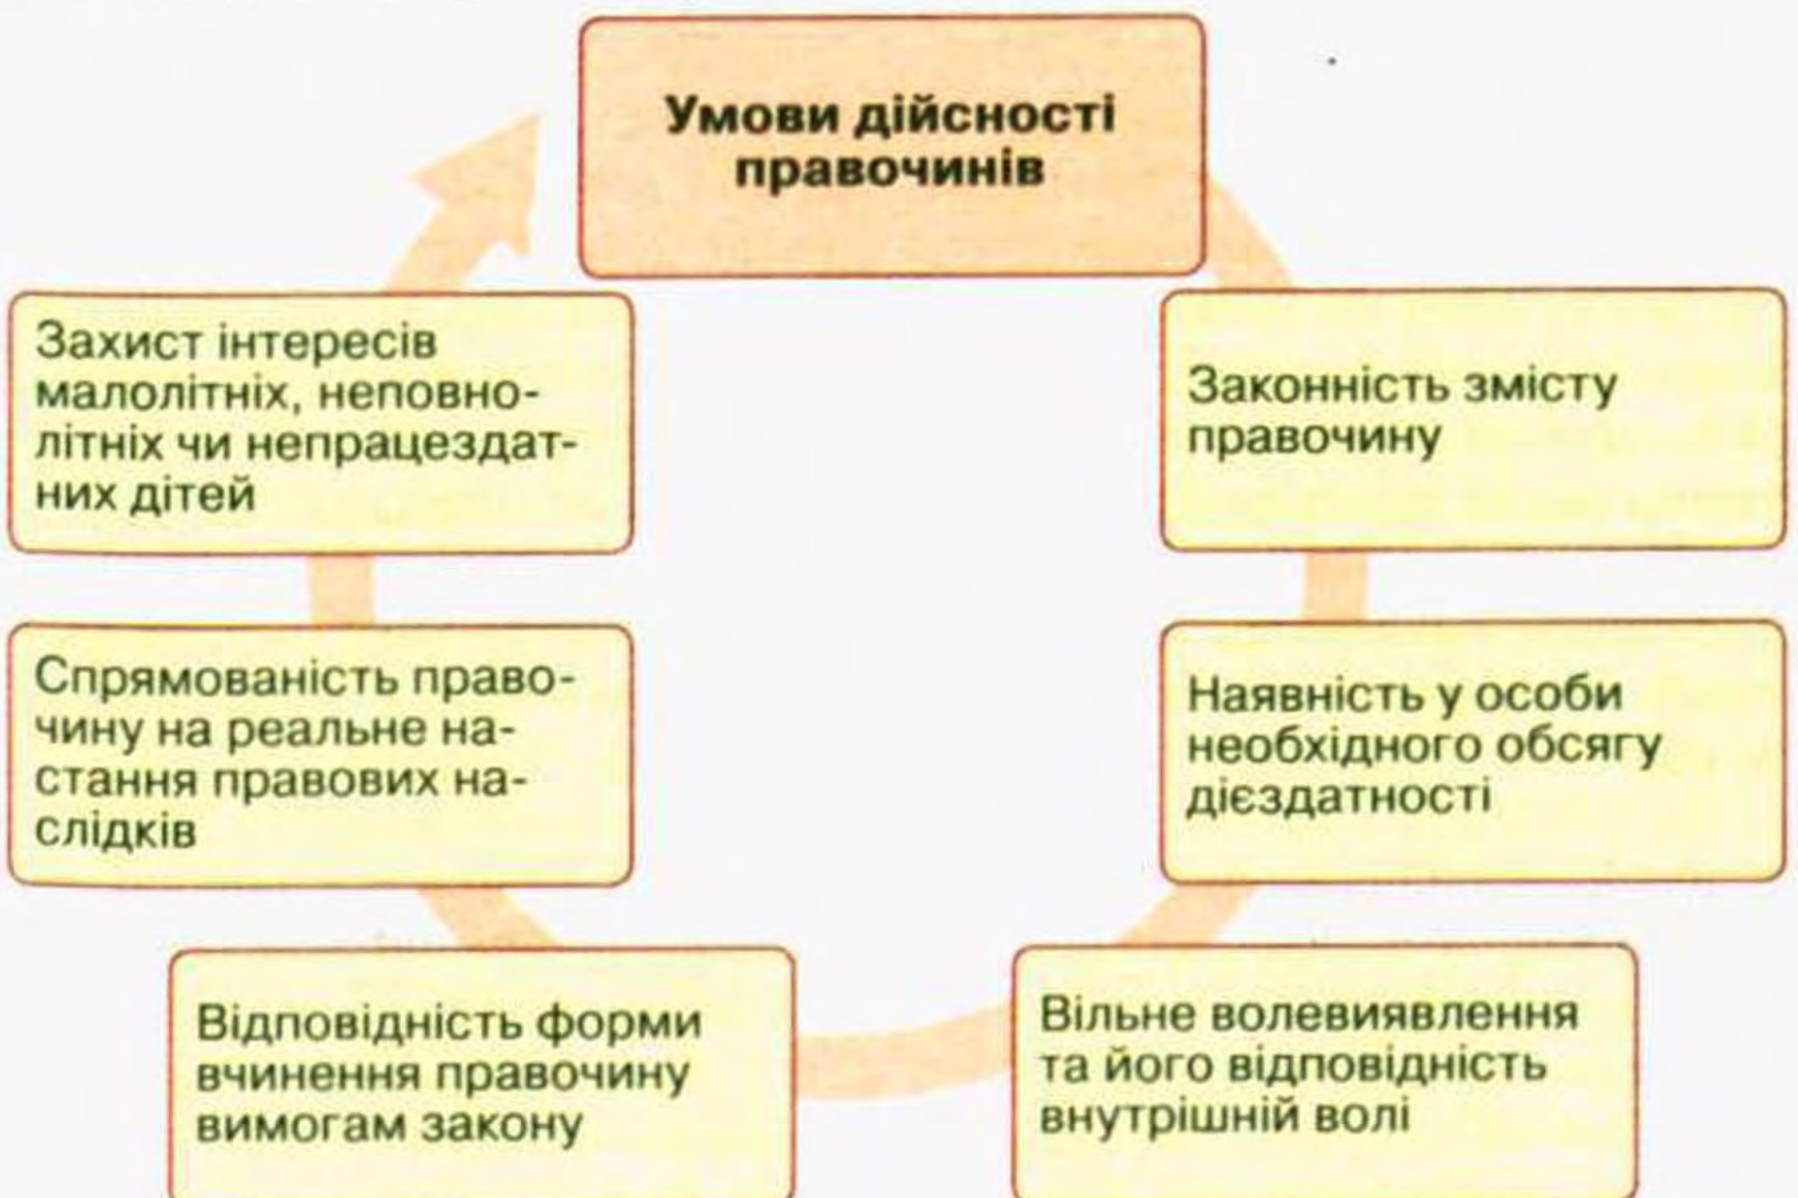 Умови дійсності
правочинів
Законність змісту
правочину
Наявність у особи
необхідного обсягу
дієздатності
Вільне волевиявлення
та його відповідність
внутрішній волі
Відповідність форми
вчинення правочину
вимогам закону
Спрямованість право-
чину на реальне на-
стання правових на-
слідків
Захист інтересів
малолітніх, неповно-
літніх чи непрацездат-
них дітей